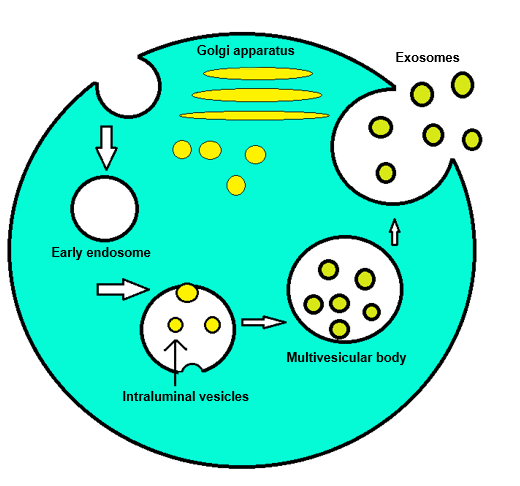 Golgi apparatus
Exosomes
Early endosome
Multivesicular body
Intraluminal vesicles